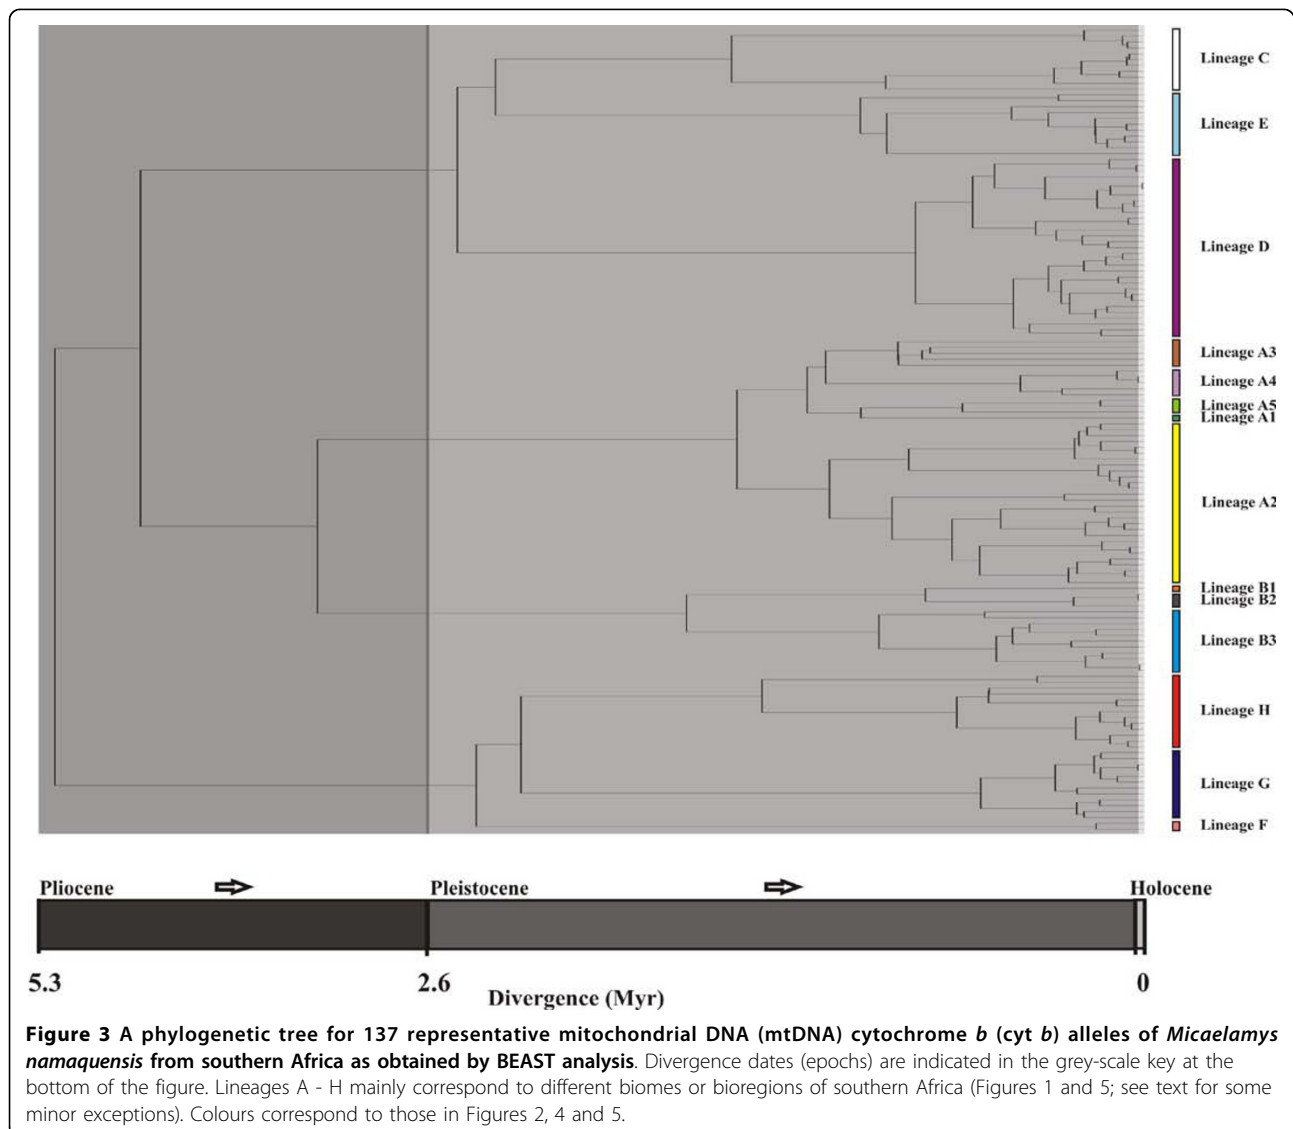 Lineage C
Lineage E
Lineage D
Lineage A3
Lineage A4
Lineage A5
Lineage A1
Lineage A2
Lineage B1
Lineage B2
Lineage B3
Lineage H
Lineage G
Lineage F
Pliocene Pleistocene Holocene
5.3 2.6 0
Divergence (Myr)
Figure 3 A phylogenetic tree for 137 representative mitochondrial DNA (mtDNA) cytochrome b (cyt b) alleles of Micaelamys
namaquensis from southern Africa as obtained by BEAST analysis. Divergence dates (epochs) are indicated in the grey-scale key at the
bottom of the figure. Lineages A - H mainly correspond to different biomes or bioregions of southern Africa (Figures 1 and 5; see text for some
minor exceptions). Colours correspond to those in Figures 2, 4 and 5.